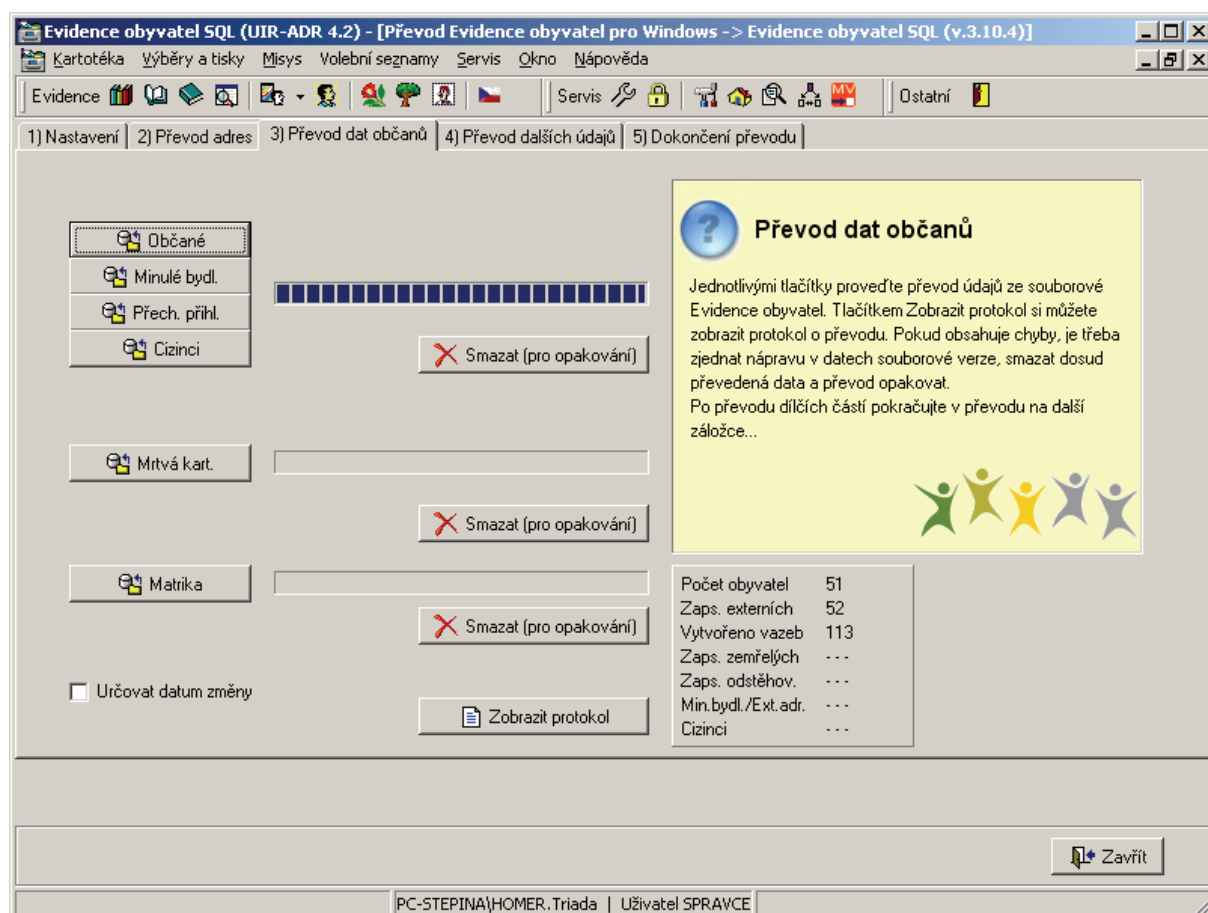 Evidence obyvatel SQL (UIR-ADR 4.2) - [Převod Evidence obyvatel pro Windows -> Evidence obyvatel SQL (v.3.10.4)]
Kartotéka Výběry a tisky Misys Volební seznamy Servis Okno Nápověda
Evidence Servis MV Ostatní
1) Nastavení 2) Převod adres 3) Převod dat občanů 4) Převod dalších údajů 5) Dokončení převodu
Občané
Minulé bydl.
Přech. přihl.
Cizinci
Smazat (pro opakování)
Mrtvá kart.
Smazat (pro opakování)
Matrika
Smazat (pro opakování)
Určovat datum změny
Zobrazit protokol
? Převod dat občanů
Jednotlivými tlačítky proveďte převod údajů ze souborové
Evidence obyvatel. Tlačítkem Zobrazit protokol si můžete
zobrazit protokol o převodu. Pokud obsahuje chyby, je třeba
zjednat nápravu v datech souborové verze, smazat dosud
převedená data a převod opakovat.
Po převodu dílčích částí pokračujte v převodu na další
záložce...
Počet obyvatel 51
Zaps. externích 52
Vytvořeno vazeb 113
Zaps. zemřelých - - -
Zaps. odstěhov. - - -
Min.bydl./Ext.adr. - - -
Cizinci - - -
Zavřít
PC-STEPINA\HOMER.Triada | Uživatel SPRAVCE